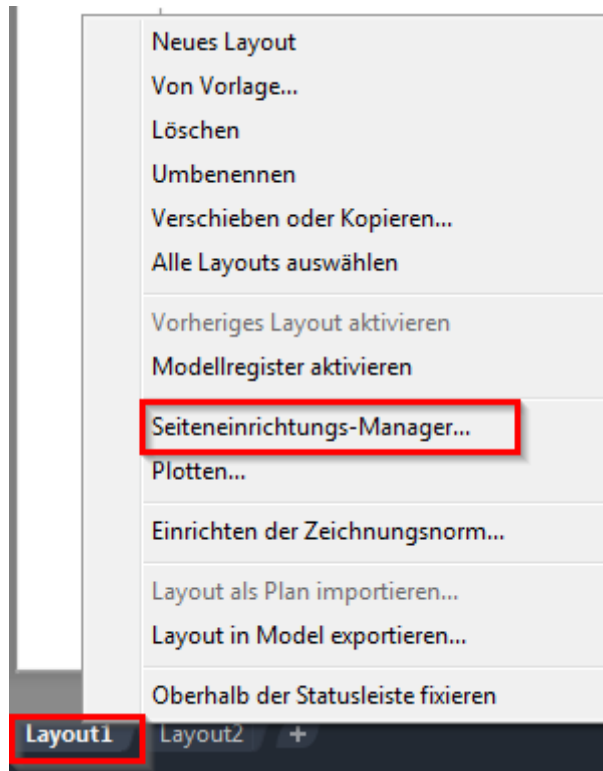 Neues Layout
Von Vorlage...
Löschen
Umbenennen
Verschieben oder Kopieren...
Alle Layouts auswählen
Vorheriges Layout aktivieren
Modellregister aktivieren
Seiteneinrichtungs-Manager...
Plotten...
Einrichten der Zeichnungsnorm...
Layout als Plan importieren...
Layout in Model exportieren...
Oberhalb der Statusleiste fixieren
Layout1 Layout2 +